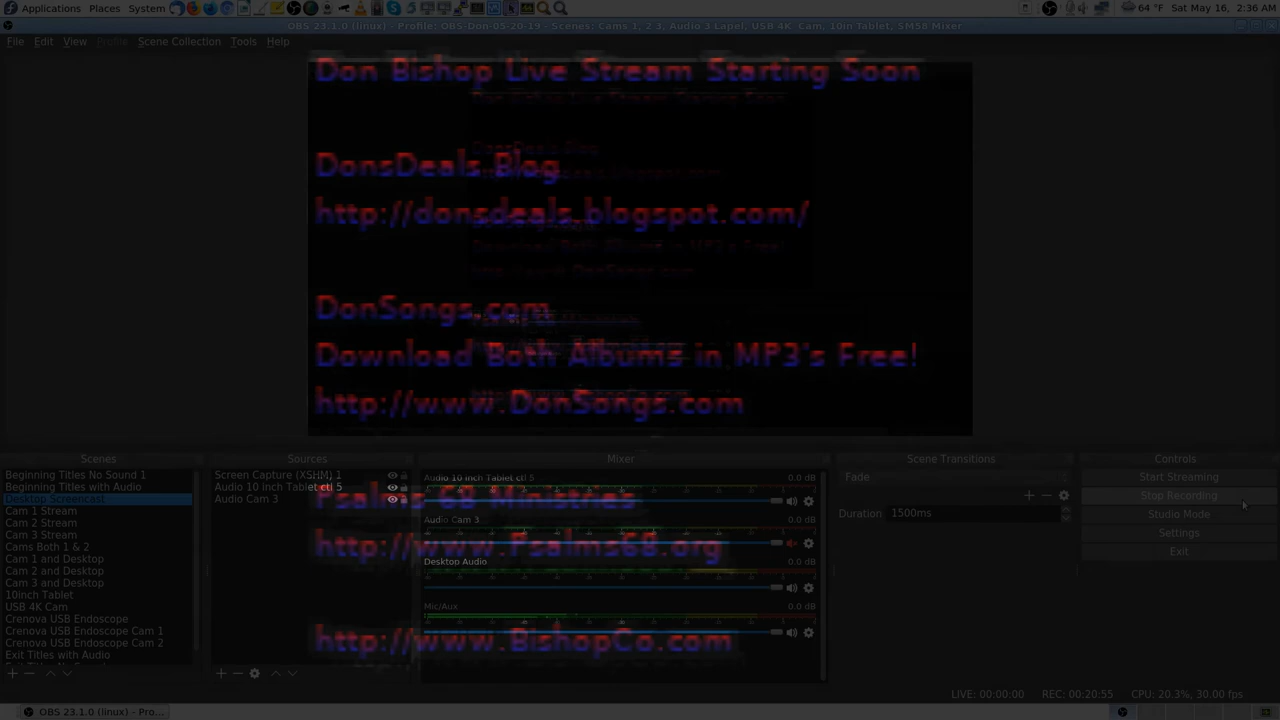 Applications Places System 64 °F Sat May 16, 2:36 AM
OBS 23.1.0 (linux) - Profile: OBS-Don-05-20-19 - Scenes: Cams 1, 2 3, Audio 3 Lapel, USB 4K Cam, 10in Tablet, SM58 Mixer
File Edit View Profile Scene Collection Tools Help
Don Bishop Live Stream Starting Soon
DonsDeals Blog
http://donsdeals.blogspot.com/
DonSongs.com
Download Both Albums in MP3's Free!
http://www.DonSongs.com
Psalms 68 Ministries
http://www.Psalms68.org
http://www.BishopCo.com
Scenes
Beginning Titles No Sound 1
Beginning Titles with Audio
Desktop Screencast
Cam 1 Stream
Cam 2 Stream
Cam 3 Stream
Cams Both 1 & 2
Cam 1 and Desktop
Cam 2 and Desktop
Cam 3 and Desktop
10inch Tablet
USB 4K Cam
Crenova USB Endoscope
Crenova USB Endoscope Cam 1
Crenova USB Endoscope Cam 2
Exit Titles with Audio
Sources
Screen Capture (XSHM) 1
Audio 10 inch Tablet ctl 5
Audio Cam 3
Mixer
Audio 10 inch Tablet ctl 5 0.0 dB
Audio Cam 3 0.0 dB
Desktop Audio 0.0 dB
Mic/Aux 0.0 dB
Scene Transitions
Fade
Duration 1500ms
Controls
Start Streaming
Stop Recording
Studio Mode
Settings
Exit
LIVE: 00:00:00 REC: 00:20:55 CPU: 20.3%, 30.00 fps
OBS 23.1.0 (linux) - Pro...